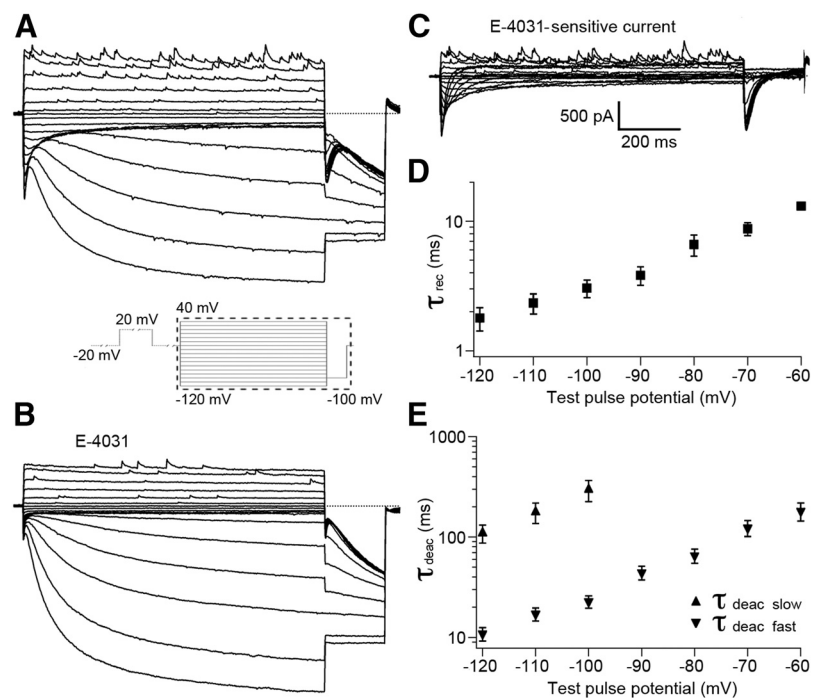 A
40 mV
20 mV
-20 mV
-120 mV
-100 mV
B
E-4031
C
E-4031-sensitive current
500 pA
200 ms
D
τ rec (ms)
10
1
-120 -110 -100 -90 -80 -70 -60
Test pulse potential (mV)
E
τ deac (ms)
1000
100
10
τ deac slow
τ deac fast
-120 -110 -100 -90 -80 -70 -60
Test pulse potential (mV)